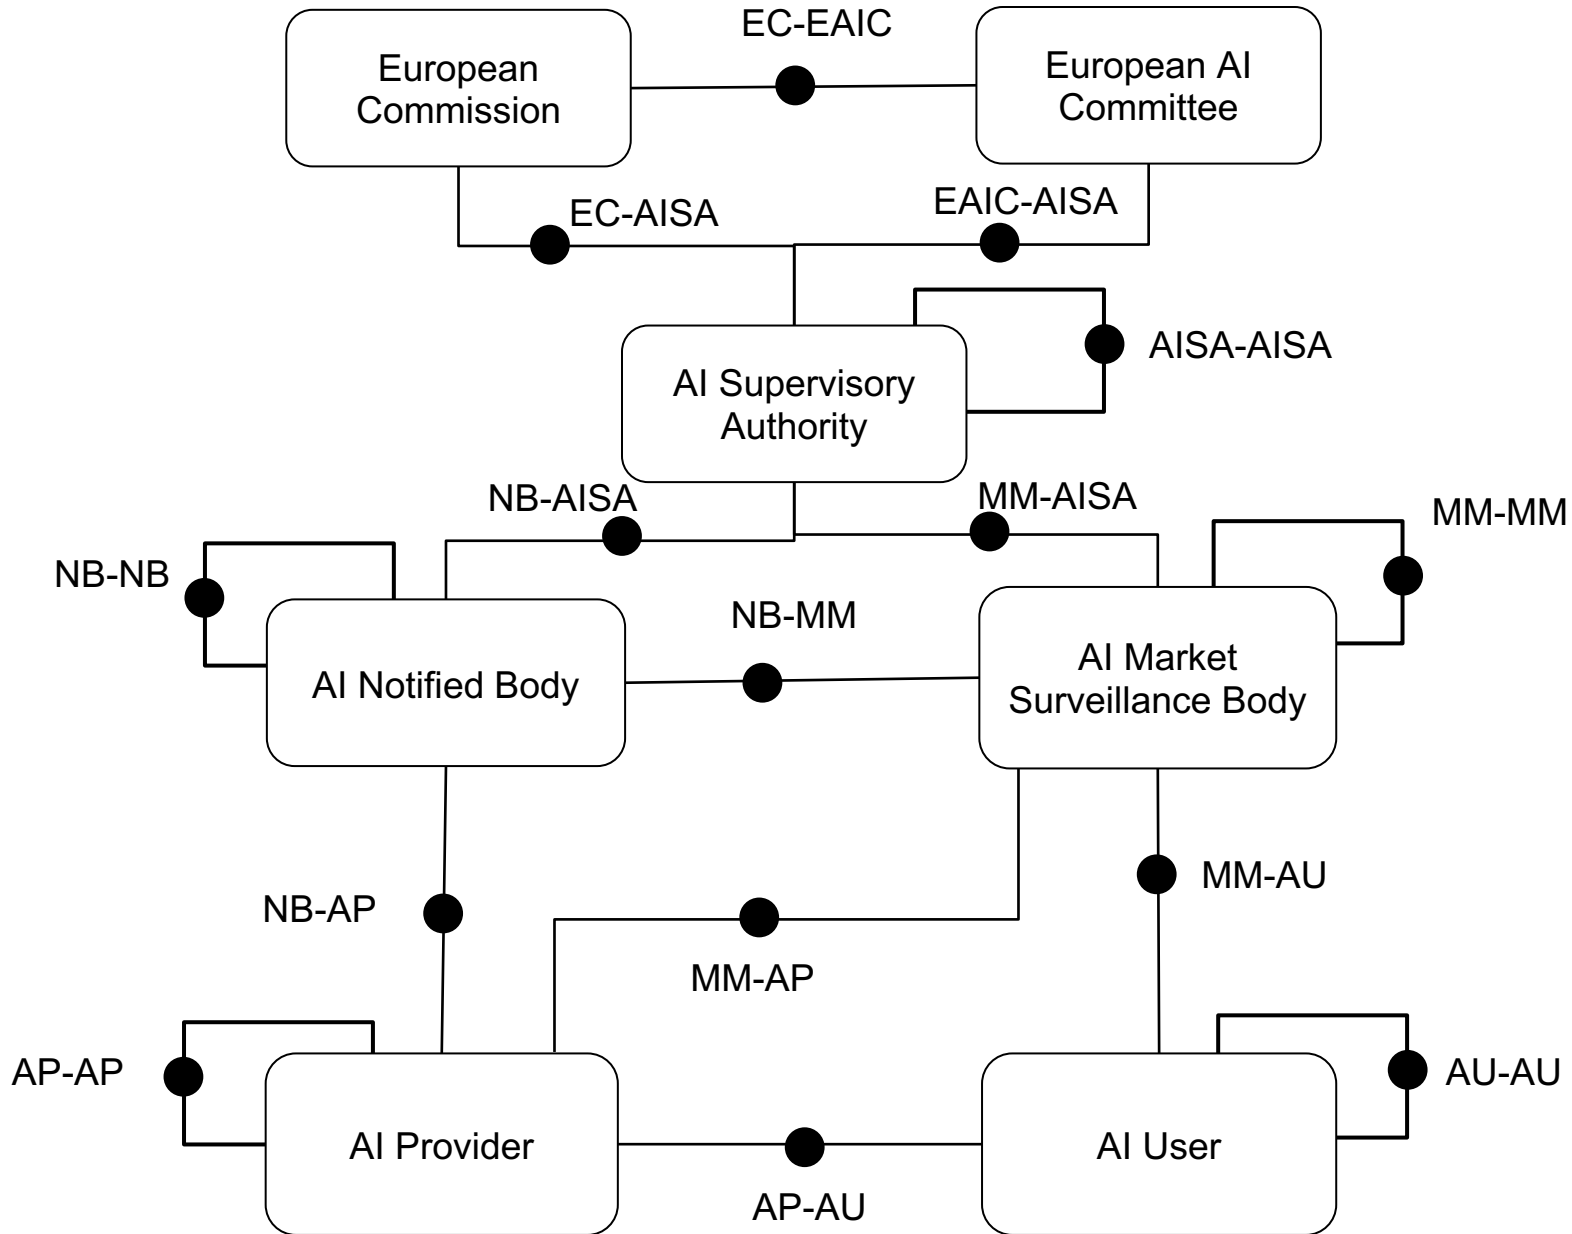 EC-EAIC
European
Commission
European AI
Committee
EC-AISA
EAIC-AISA
AISA-AISA
AI Supervisory
Authority
NB-AISA
MM-AISA
MM-MM
NB-NB
NB-MM
AI Notified Body
AI Market
Surveillance Body
NB-AP
MM-AU
MM-AP
AP-AP
AU-AU
AI Provider
AI User
AP-AU